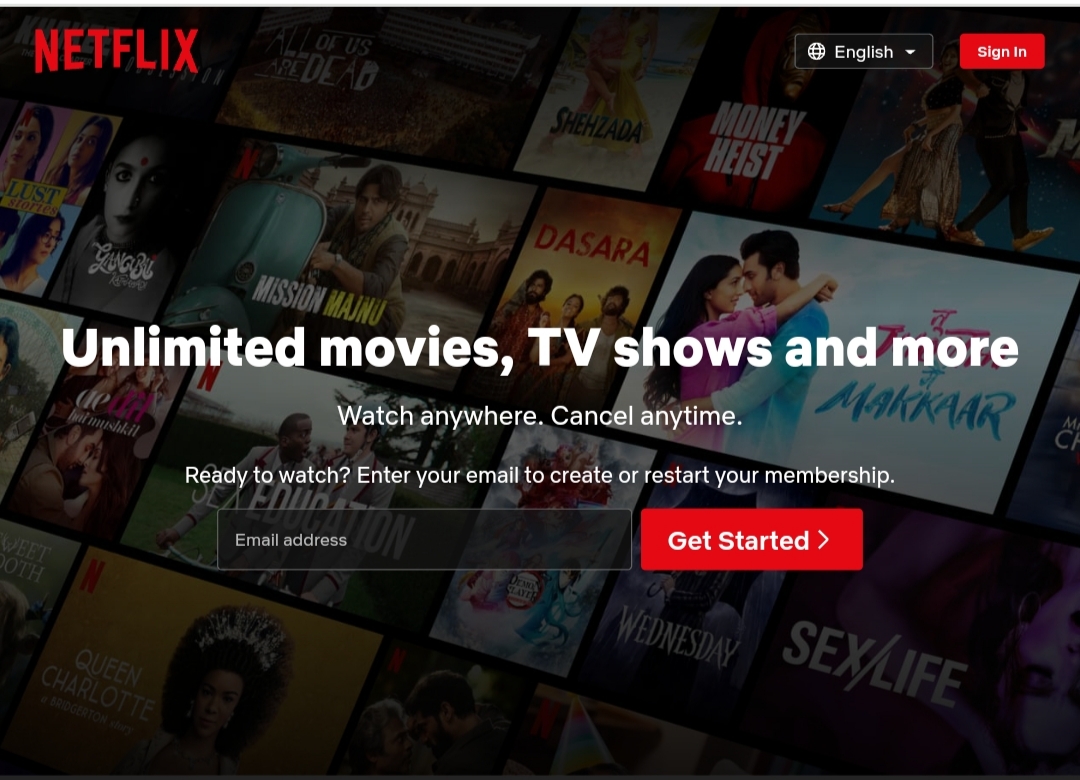 NETFLIX
English
Sign In
ALL OF US
ARE DEAD
SHEHZADA
MONEY
HEIST
LUST
stories
GANGUBAI
KATHIAWADI
MISSION MAJNU
DASARA
Unlimited movies, TV shows and more
तू झूठी
मैं
MAKKAAR
ae dil
hai mushkil
Watch anywhere. Cancel anytime.
Ready to watch? Enter your email to create or restart your membership.
SEX
EDUCATION
Email address
Get Started
SWEET
TOOTH
DEMON
SLAYER
WEDNESDAY
SEX/LIFE
QUEEN
CHARLOTTE
a BRIDGERTON story